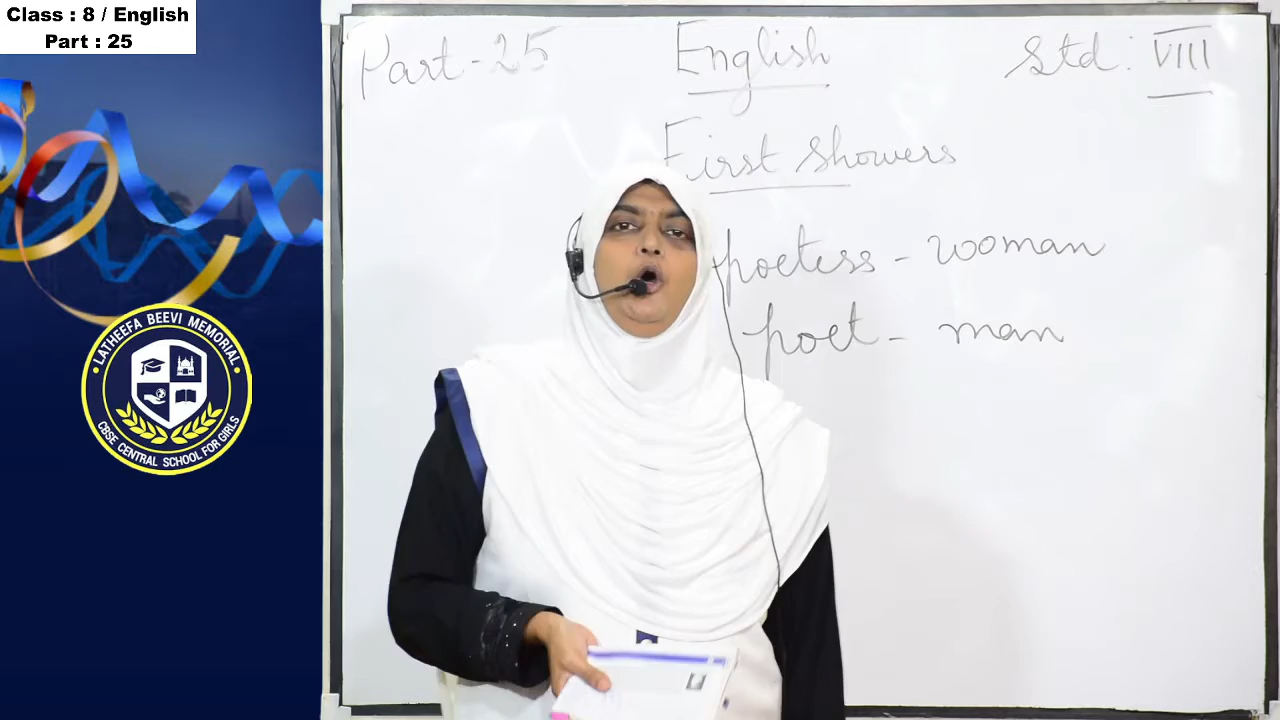 Class : 8 / English
Part : 25
Part-25 English Std: VIII
First Showers
poetess - woman
poet - man
LATHEEFA BEEVI MEMORIAL
CBSE CENTRAL SCHOOL FOR GIRLS